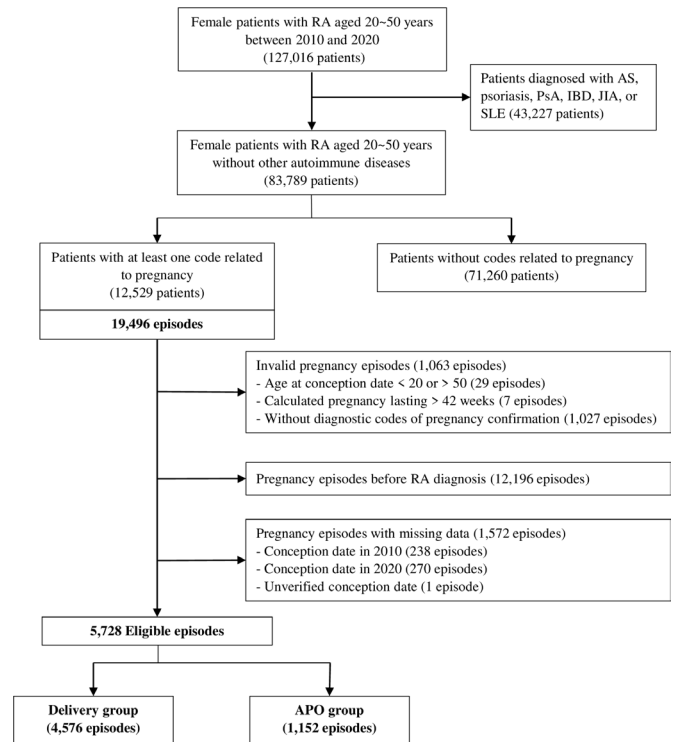 Female patients with RA aged 20~50 years
between 2010 and 2020
(127,016 patients)
Patients diagnosed with AS,
psoriasis, PsA, IBD, JIA, or
SLE (43,227 patients)
Female patients with RA aged 20~50 years
without other autoimmune diseases
(83,789 patients)
Patients with at least one code related
to pregnancy
(12,529 patients)
19,496 episodes
Patients without codes related to pregnancy
(71,260 patients)
Invalid pregnancy episodes (1,063 episodes)
- Age at conception date < 20 or > 50 (29 episodes)
- Calculated pregnancy lasting > 42 weeks (7 episodes)
- Without diagnostic codes of pregnancy confirmation (1,027 episodes)
Pregnancy episodes before RA diagnosis (12,196 episodes)
Pregnancy episodes with missing data (1,572 episodes)
- Conception date in 2010 (238 episodes)
- Conception date in 2020 (270 episodes)
- Unverified conception date (1 episode)
5,728 Eligible episodes
Delivery group
(4,576 episodes)
APO group
(1,152 episodes)